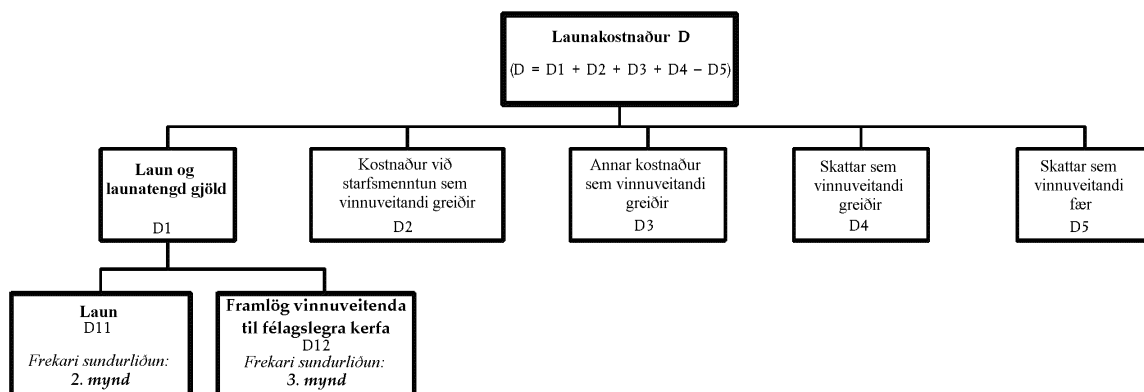 Launakostnaður D
(D = D1 + D2 + D3 + D4 – D5)
Laun og
launatengd gjöld
D1
Kostnaður við
starfsmenntun sem
vinnuveitandi greiðir
D2
Annar kostnaður
sem vinnuveitandi
greiðir
D3
Skattar sem
vinnuveitandi
greiðir
D4
Skattar sem
vinnuveitandi
fær
D5
Laun
D11
Frekari sundurliðun:
2. mynd
Framlög vinnuveitenda
til félagslegra kerfa
D12
Frekari sundurliðun:
3. mynd